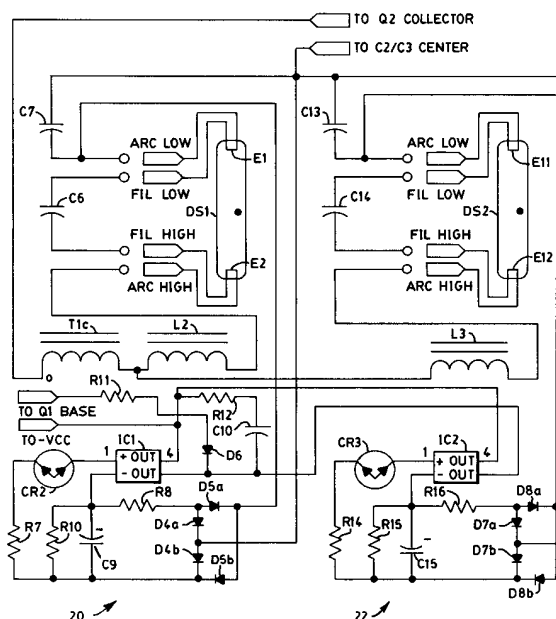 TO Q2 COLLECTOR
TO C2/C3 CENTER
C7 C13
ARC LOW E1 ARC LOW E11
FIL LOW FIL LOW
C6 DS1 C14 DS2
FIL HIGH E2 FIL HIGH E12
ARC HIGH ARC HIGH
T1c L2 L3
R11
TO Q1 BASE R12
TO-VCC C10
IC1 D6 CR3 IC2
1 + OUT 4 1 + OUT 4
- OUT - OUT
CR2 R8 D5a R16 D8a
R7 R10 D4a R14 R15 D7a
C9 D4b D5b C15 D7b
D8b
20 22